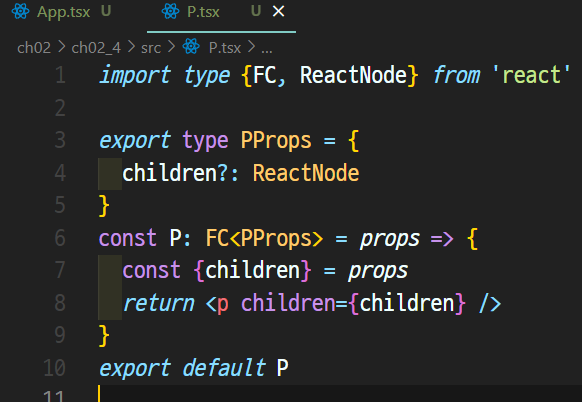 App.tsx U P.tsx U
ch02 > ch02_4 > src > P.tsx > ...
1 import type {FC, ReactNode} from 'react'
2
3 export type PProps = {
4 children?: ReactNode
5 }
6 const P: FC<PProps> = props => {
7 const {children} = props
8 return <p children={children} />
9 }
10 export default P
11